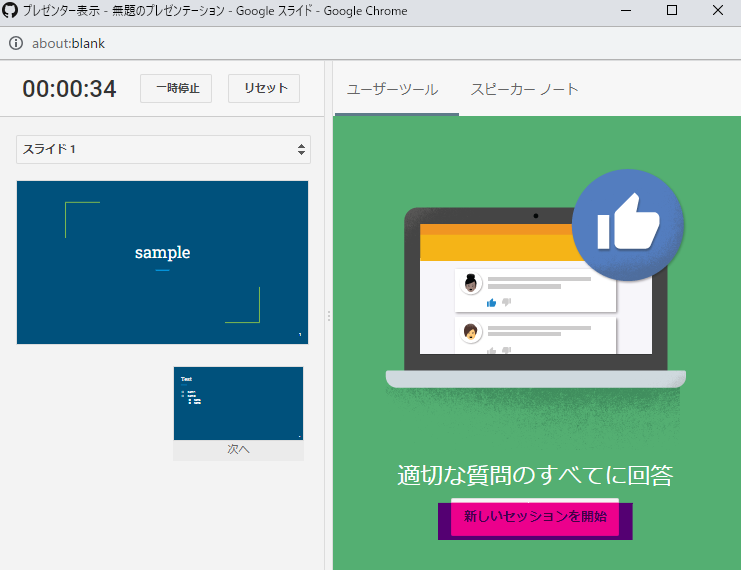 プレゼンター表示 - 無題のプレゼンテーション - Google スライド - Google Chrome
about:blank
00:00:34
一時停止
リセット
ユーザーツール
スピーカー ノート
スライド 1
sample
1
Test
次へ
適切な質問のすべてに回答
新しいセッションを開始